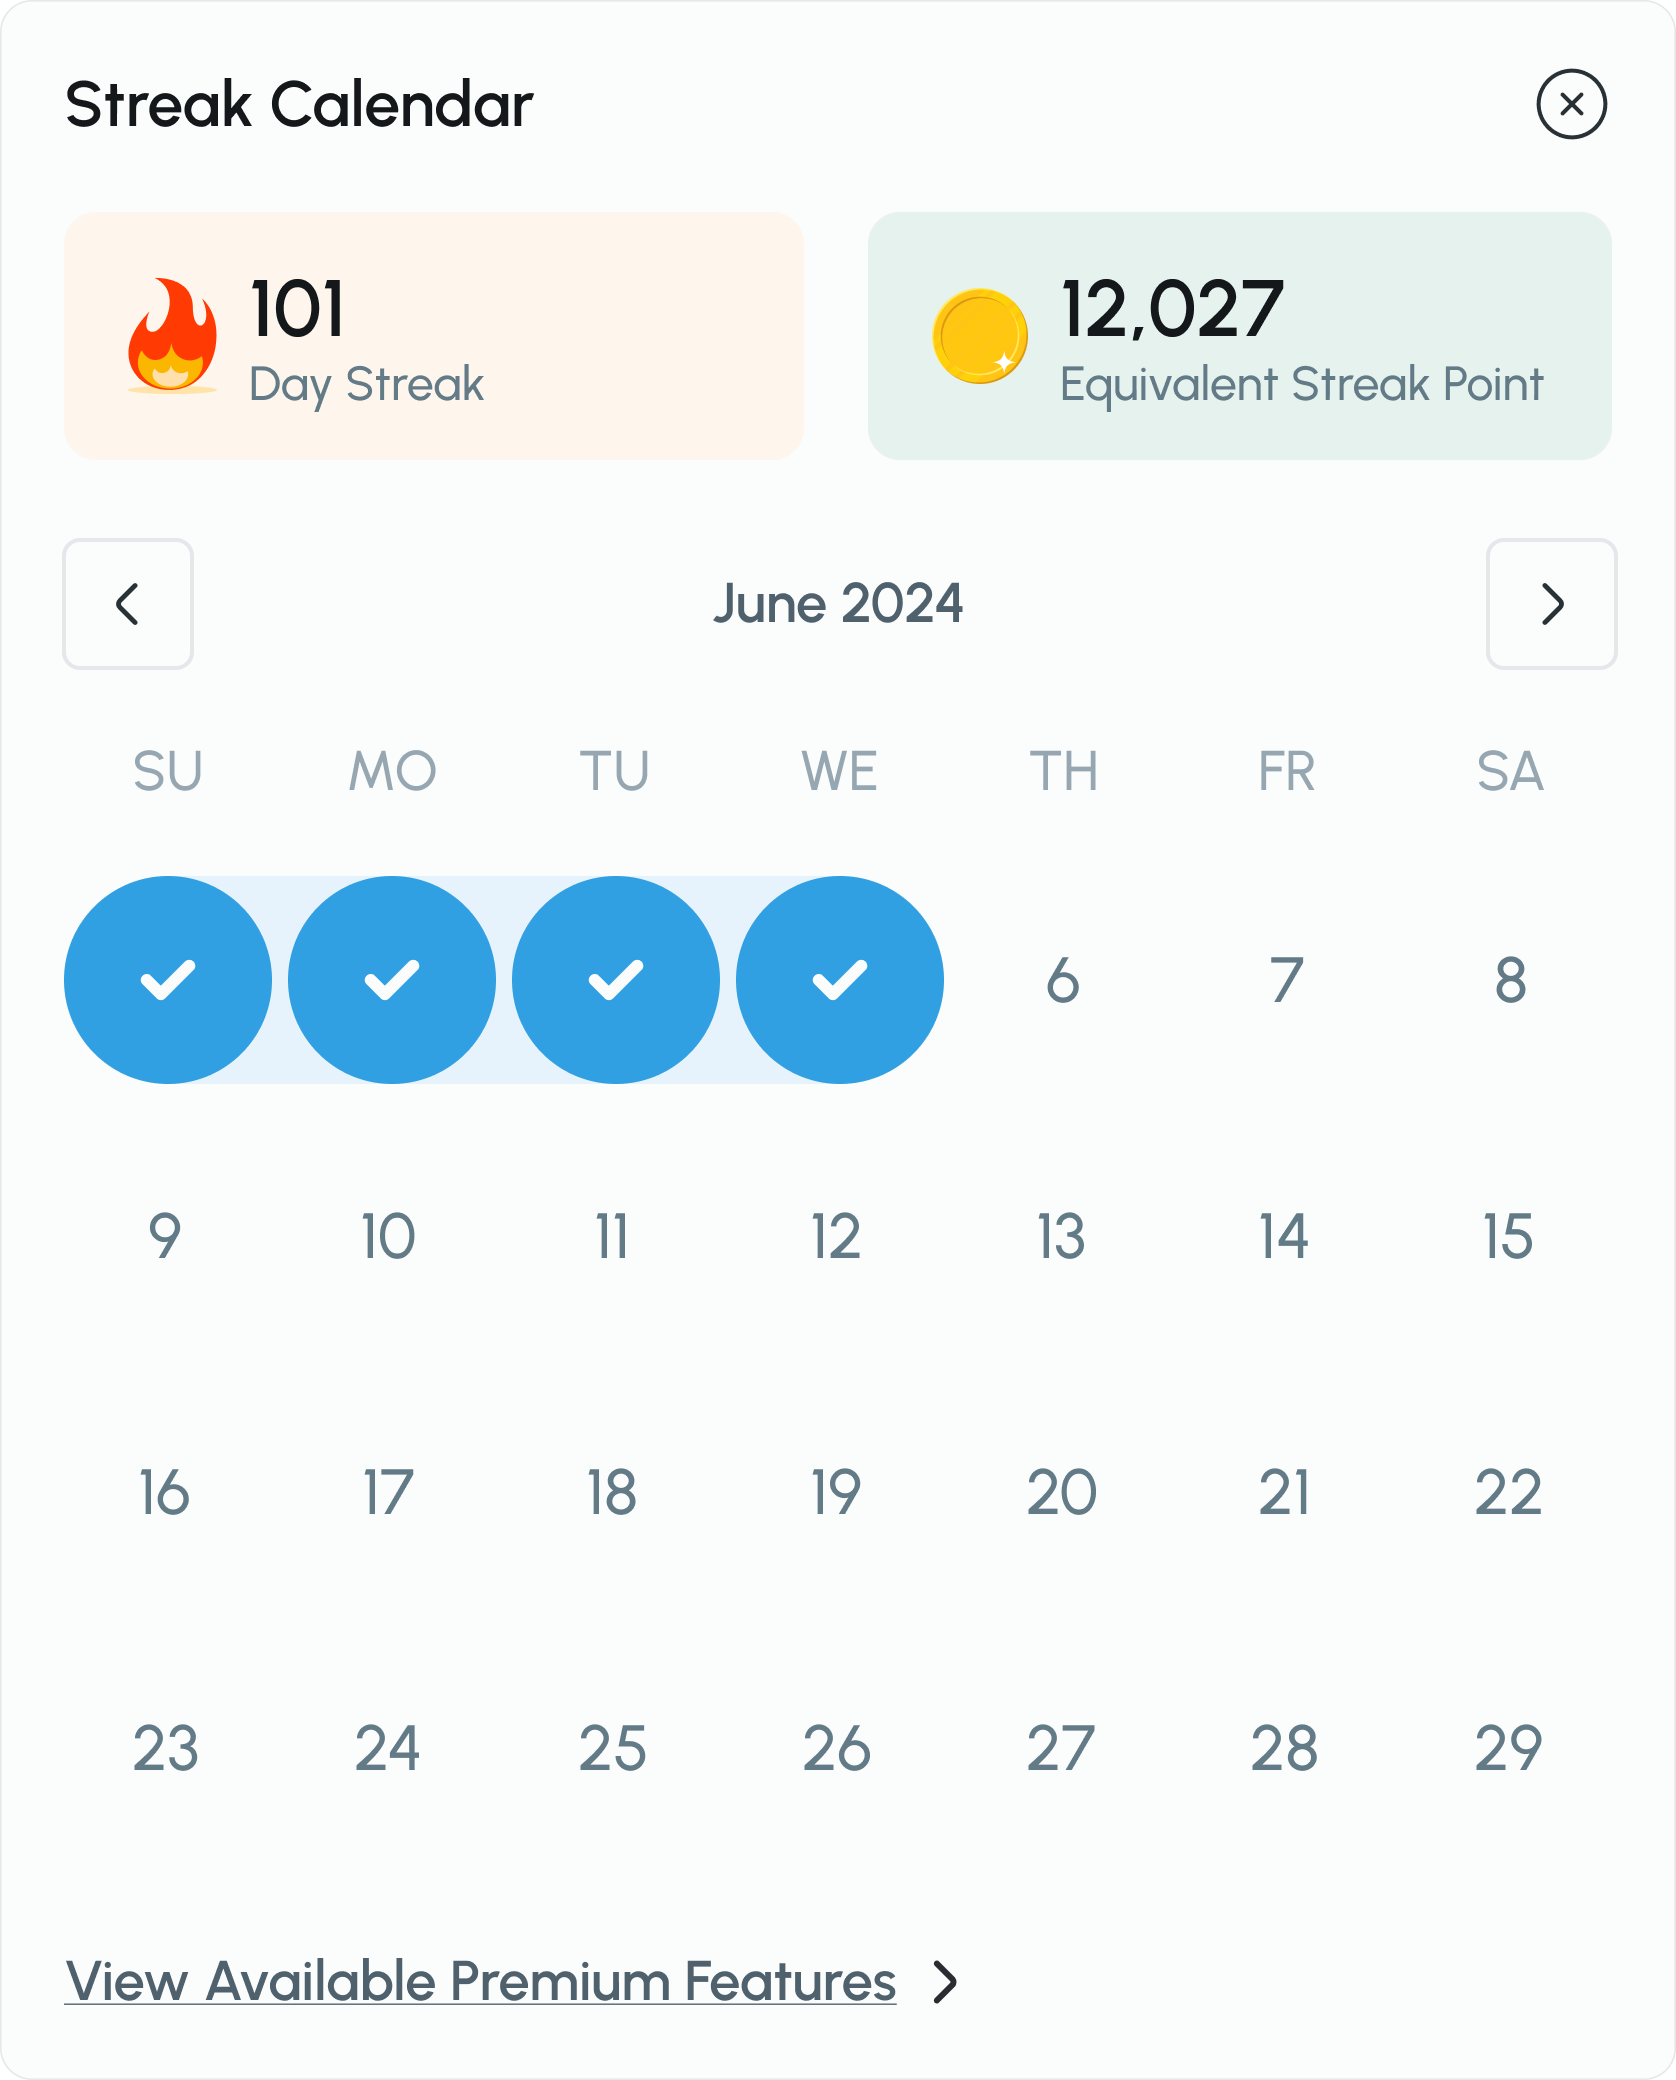 Streak Calendar
101
Day Streak
12,027
Equivalent Streak Point
June 2024
SU MO TU WE TH FR SA
6 7 8
9 10 11 12 13 14 15
16 17 18 19 20 21 22
23 24 25 26 27 28 29
View Available Premium Features